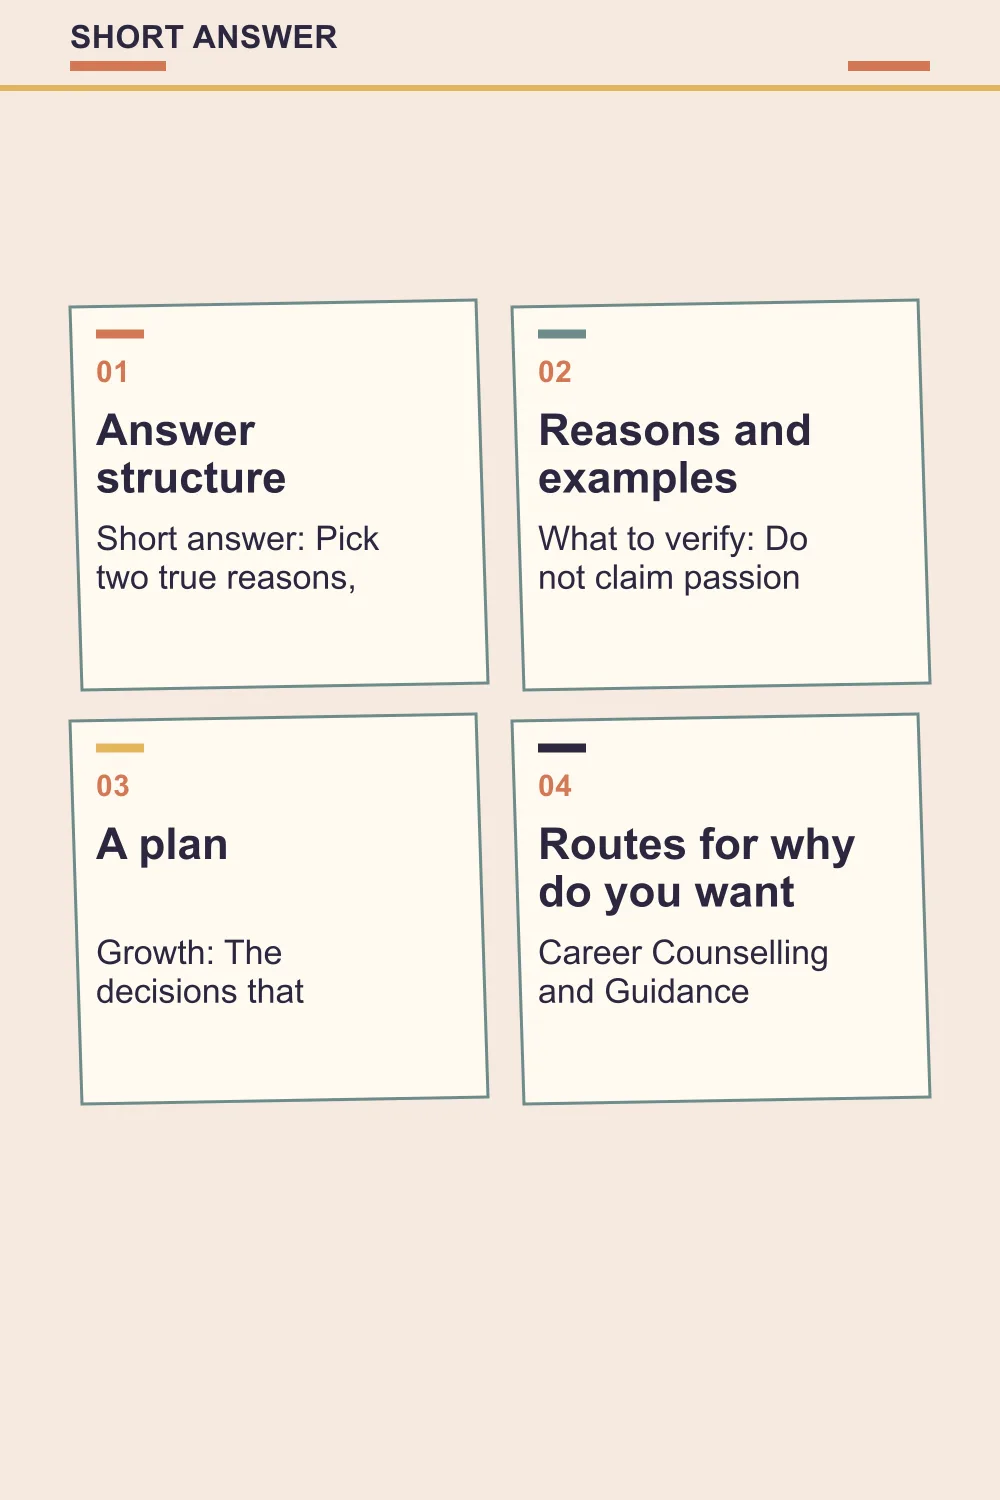 SHORT ANSWER
01
Answer
structure
Short answer: Pick
two true reasons,
02
Reasons and
examples
What to verify: Do
not claim passion
03
A plan
Growth: The
decisions that
04
Routes for why
do you want
Career Counselling
and Guidance